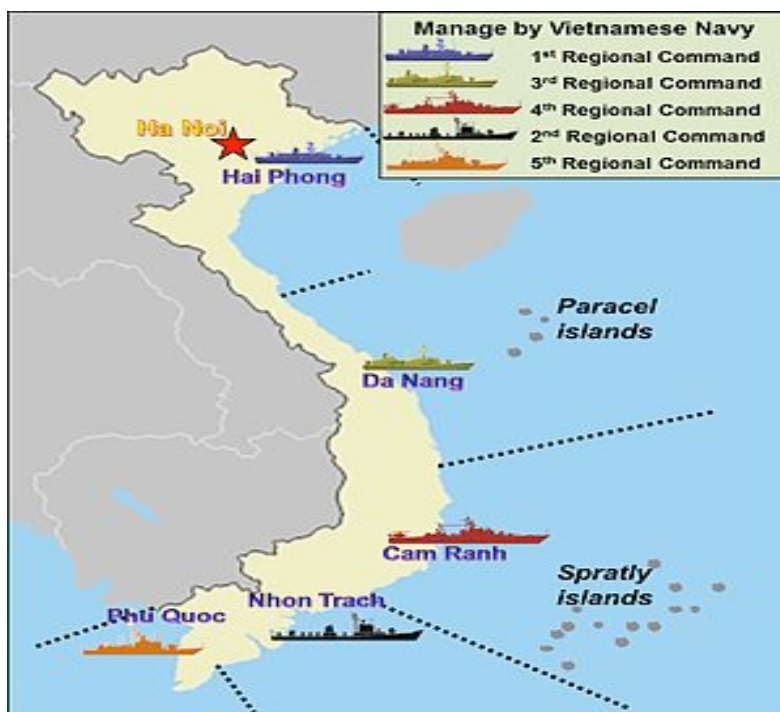 Manage by Vietnamese Navy
1st Regional Command
3rd Regional Command
4th Regional Command
2nd Regional Command
5th Regional Command
Ha Noi
Hai Phong
Paracel
islands
Da Nang
Cam Ranh
Spratly
islands
Nhon Trach
Phu Quoc